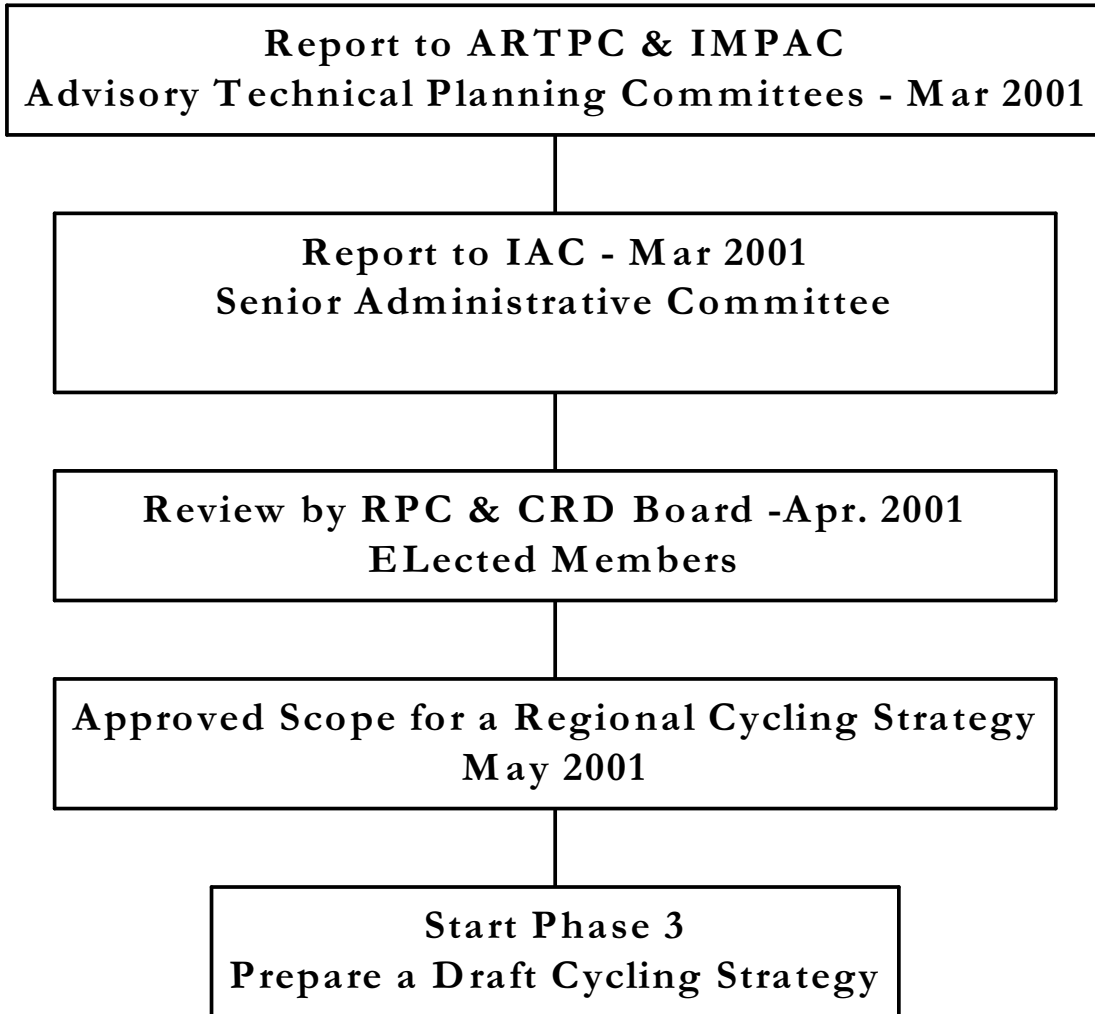 Report to ARTPC & IMPAC
Advisory Technical Planning Committees - Mar 2001
Report to IAC - Mar 2001
Senior Administrative Committee
Review by RPC & CRD Board -Apr. 2001
ELected Members
Approved Scope for a Regional Cycling Strategy
May 2001
Start Phase 3
Prepare a Draft Cycling Strategy